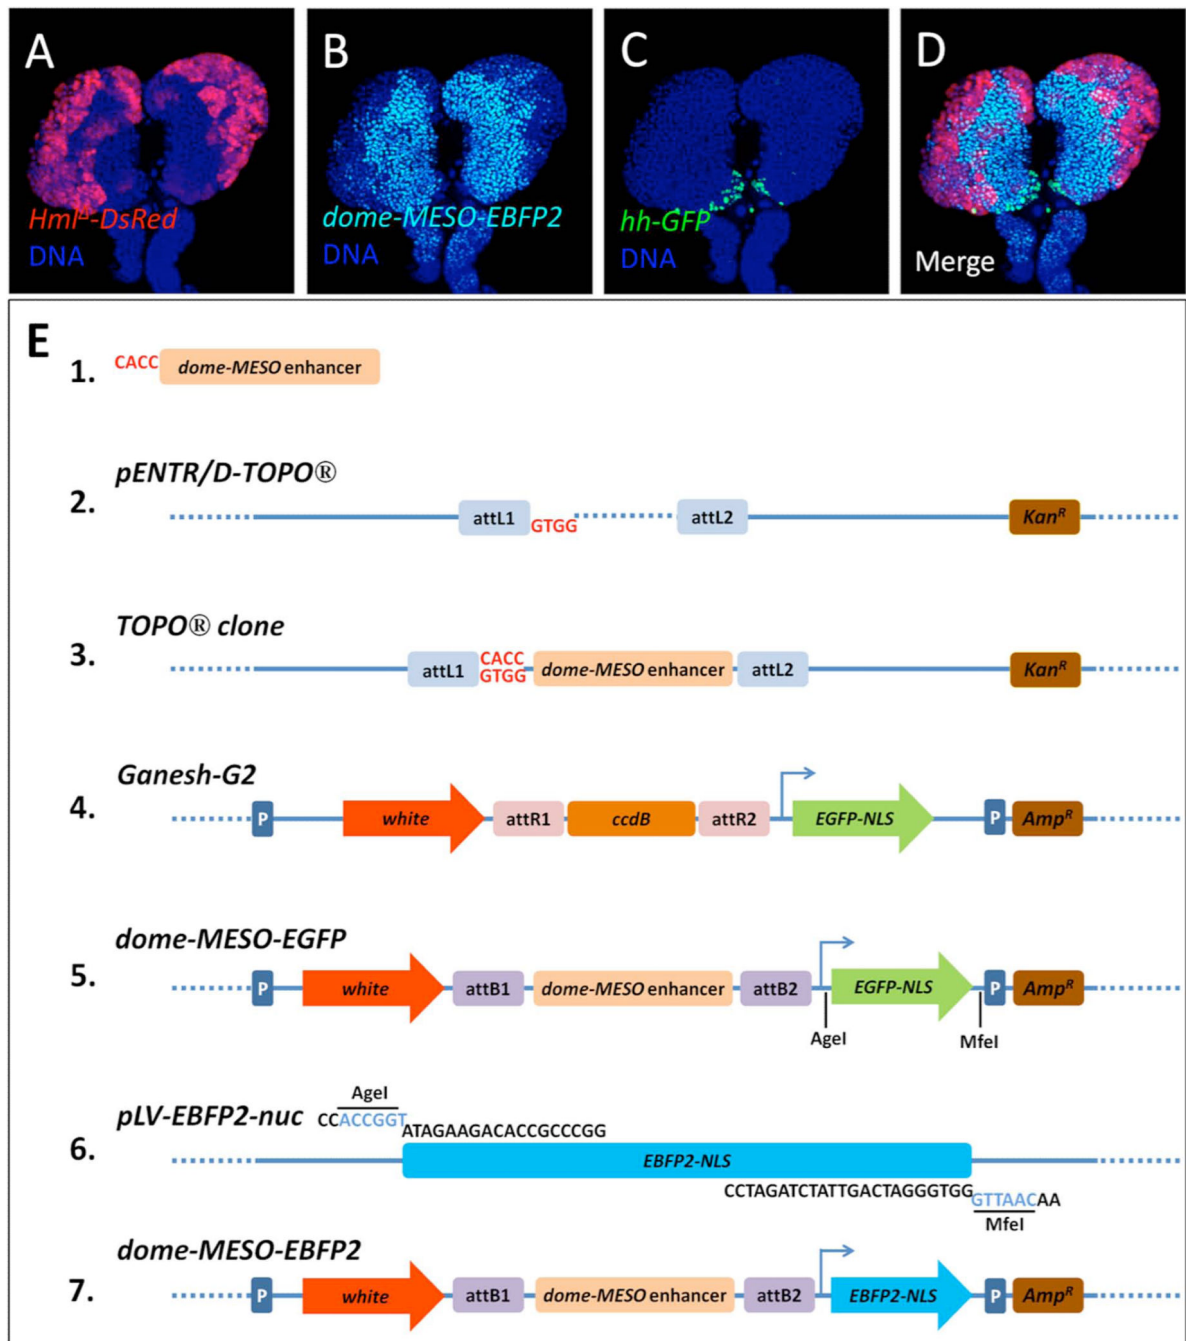 A
Hml^Δ-DsRed
DNA
B
dome-MESO-EBFP2
DNA
C
hh-GFP
DNA
D
Merge
E
1.
CACC
dome-MESO enhancer
pENTR/D-TOPO®
2.
attL1
GTGG
attL2
Kan^R
TOPO® clone
3.
attL1
CACC
GTGG
dome-MESO enhancer
attL2
Kan^R
Ganesh-G2
4.
P
white
attR1
ccdB
attR2
EGFP-NLS
P
Amp^R
dome-MESO-EGFP
5.
P
white
attB1
dome-MESO enhancer
attB2
EGFP-NLS
P
Amp^R
AgeI
MfeI
pLV-EBFP2-nuc
AgeI
CCACCGGT
ATAGAAGACACCGCCCGG
6.
EBFP2-NLS
CCTAGATCTATTGACTAGGGTGG
GTTAACAA
MfeI
dome-MESO-EBFP2
7.
P
white
attB1
dome-MESO enhancer
attB2
EBFP2-NLS
P
Amp^R